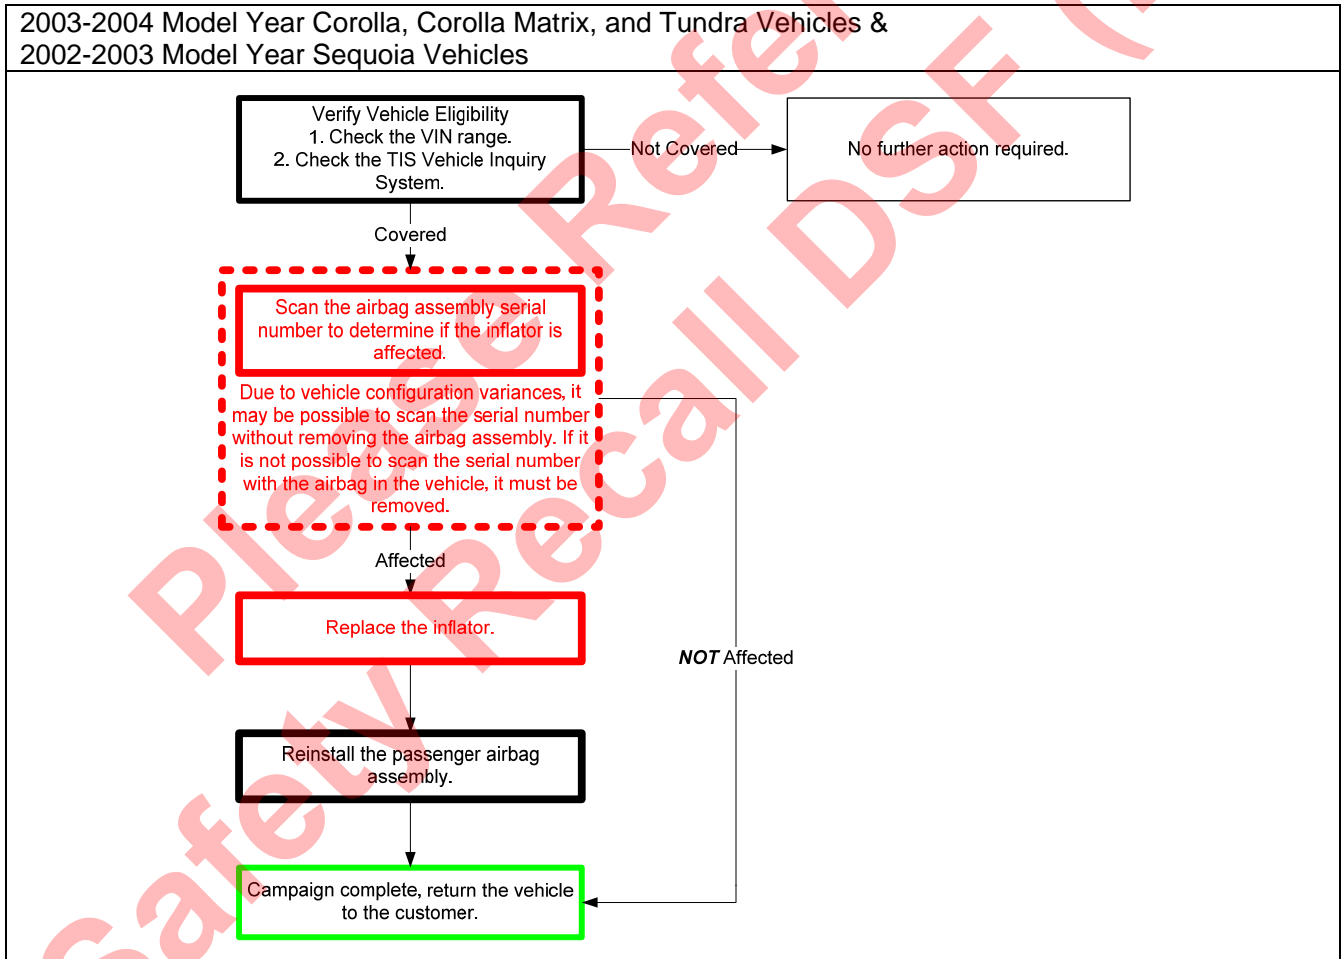 2003-2004 Model Year Corolla, Corolla Matrix, and Tundra Vehicles &
2002-2003 Model Year Sequoia Vehicles
Verify Vehicle Eligibility
1. Check the VIN range.
2. Check the TIS Vehicle Inquiry
System.
Not Covered
No further action required.
Covered
Scan the airbag assembly serial
number to determine if the inflator is
affected.
Due to vehicle configuration variances, it
may be possible to scan the serial number
without removing the airbag assembly. If it
is not possible to scan the serial number
with the airbag in the vehicle, it must be
removed.
Affected
Replace the inflator.
NOT Affected
Reinstall the passenger airbag
assembly.
Campaign complete, return the vehicle
to the customer.
Please Refer
Safety Recall DSF (